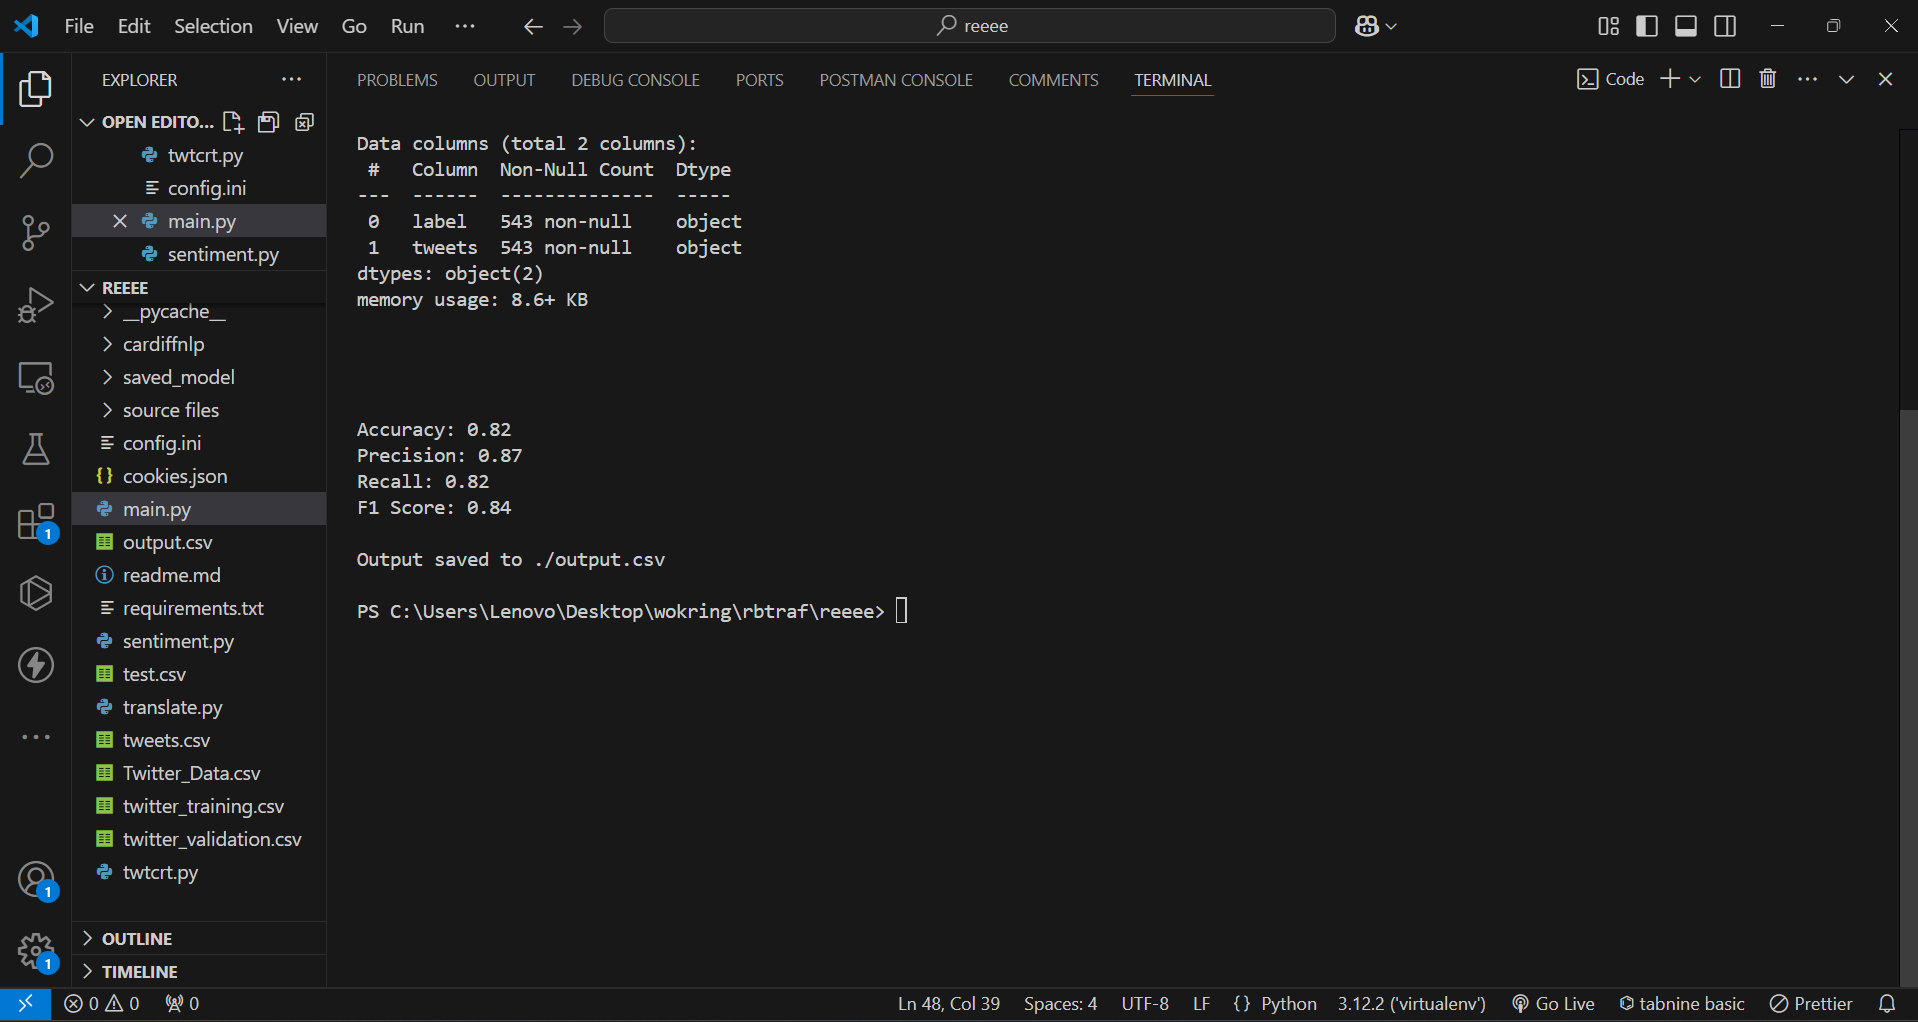 File Edit Selection View Go Run ··· reeee
EXPLORER ···
OPEN EDITO...
twtcrt.py
config.ini
main.py
sentiment.py
REEEE
__pycache__
cardiffnlp
saved_model
source files
config.ini
cookies.json
main.py
output.csv
readme.md
requirements.txt
sentiment.py
test.csv
translate.py
tweets.csv
Twitter_Data.csv
twitter_training.csv
twitter_validation.csv
twtcrt.py
OUTLINE
TIMELINE
1
1
1
PROBLEMS OUTPUT DEBUG CONSOLE PORTS POSTMAN CONSOLE COMMENTS TERMINAL Code
Data columns (total 2 columns):
 #   Column  Non-Null Count  Dtype
---  ------  --------------  -----
 0   label   543 non-null    object
 1   tweets  543 non-null    object
dtypes: object(2)
memory usage: 8.6+ KB
Accuracy: 0.82
Precision: 0.87
Recall: 0.82
F1 Score: 0.84
Output saved to ./output.csv
PS C:\Users\Lenovo\Desktop\wokring\rbtraf\reeee>
0 0 0 Ln 48, Col 39 Spaces: 4 UTF-8 LF {} Python 3.12.2 ('virtualenv') Go Live tabnine basic Prettier